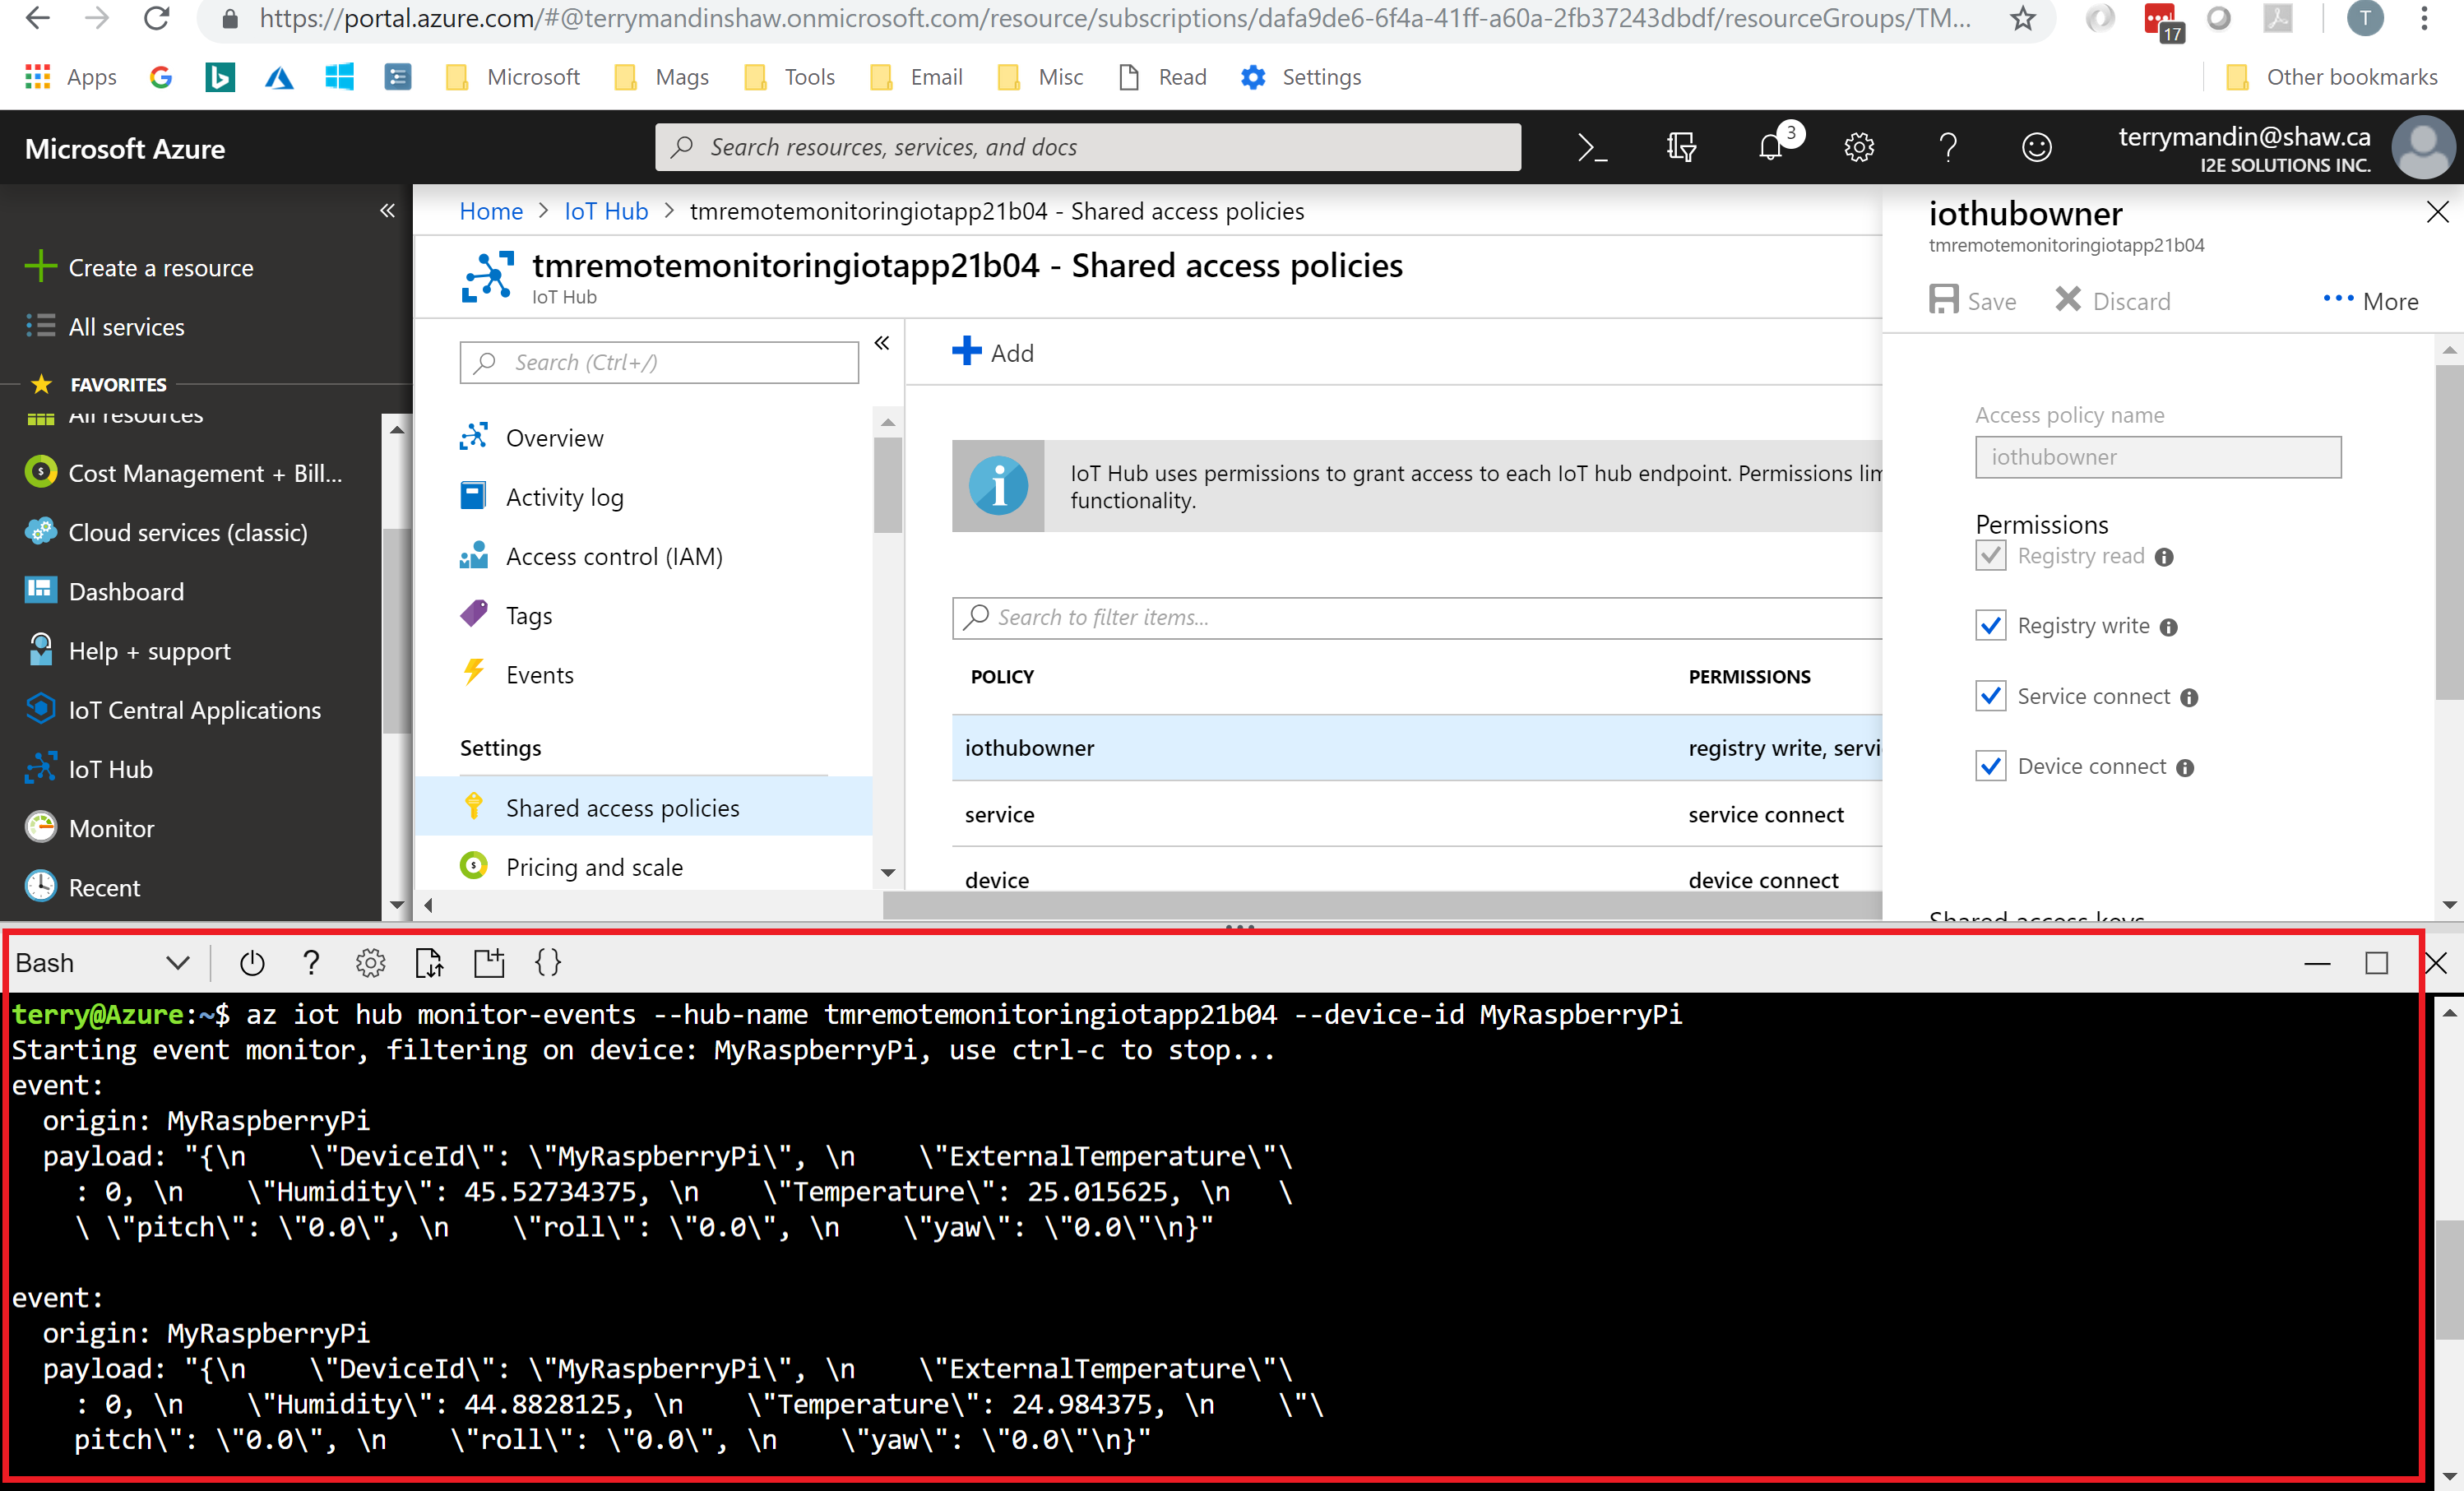 https://portal.azure.com/#@terrymandinshaw.onmicrosoft.com/resource/subscriptions/dafa9de6-6f4a-41ff-a60a-2fb37243dbdf/resourceGroups/TM...
17
T
Apps
Microsoft
Mags
Tools
Email
Misc
Read
Settings
Other bookmarks
Microsoft Azure
Search resources, services, and docs
3
terrymandin@shaw.ca
I2E SOLUTIONS INC.
Create a resource
All services
FAVORITES
All resources
Cost Management + Bill...
Cloud services (classic)
Dashboard
Help + support
IoT Central Applications
IoT Hub
Monitor
Recent
Home > IoT Hub > tmremotemonitoringiotapp21b04 - Shared access policies
tmremotemonitoringiotapp21b04 - Shared access policies
IoT Hub
Search (Ctrl+/)
Overview
Activity log
Access control (IAM)
Tags
Events
Settings
Shared access policies
Pricing and scale
Add
IoT Hub uses permissions to grant access to each IoT hub endpoint. Permissions lim
functionality.
Search to filter items...
POLICY PERMISSIONS
iothubowner registry write, servi
service service connect
device device connect
iothubowner
tmremotemonitoringiotapp21b04
Save Discard More
Access policy name
iothubowner
Permissions
Registry read
Registry write
Service connect
Device connect
Shared access keys
Bash
terry@Azure:~$ az iot hub monitor-events --hub-name tmremotemonitoringiotapp21b04 --device-id MyRaspberryPi
Starting event monitor, filtering on device: MyRaspberryPi, use ctrl-c to stop...
event:
  origin: MyRaspberryPi
  payload: "{\n    \"DeviceId\": \"MyRaspberryPi\", \n    \"ExternalTemperature\"\
    : 0, \n    \"Humidity\": 45.52734375, \n    \"Temperature\": 25.015625, \n   \
    \ \"pitch\": \"0.0\", \n    \"roll\": \"0.0\", \n    \"yaw\": \"0.0\"\n}"
event:
  origin: MyRaspberryPi
  payload: "{\n    \"DeviceId\": \"MyRaspberryPi\", \n    \"ExternalTemperature\"\
    : 0, \n    \"Humidity\": 44.8828125, \n    \"Temperature\": 24.984375, \n    \"\
    pitch\": \"0.0\", \n    \"roll\": \"0.0\", \n    \"yaw\": \"0.0\"\n}"